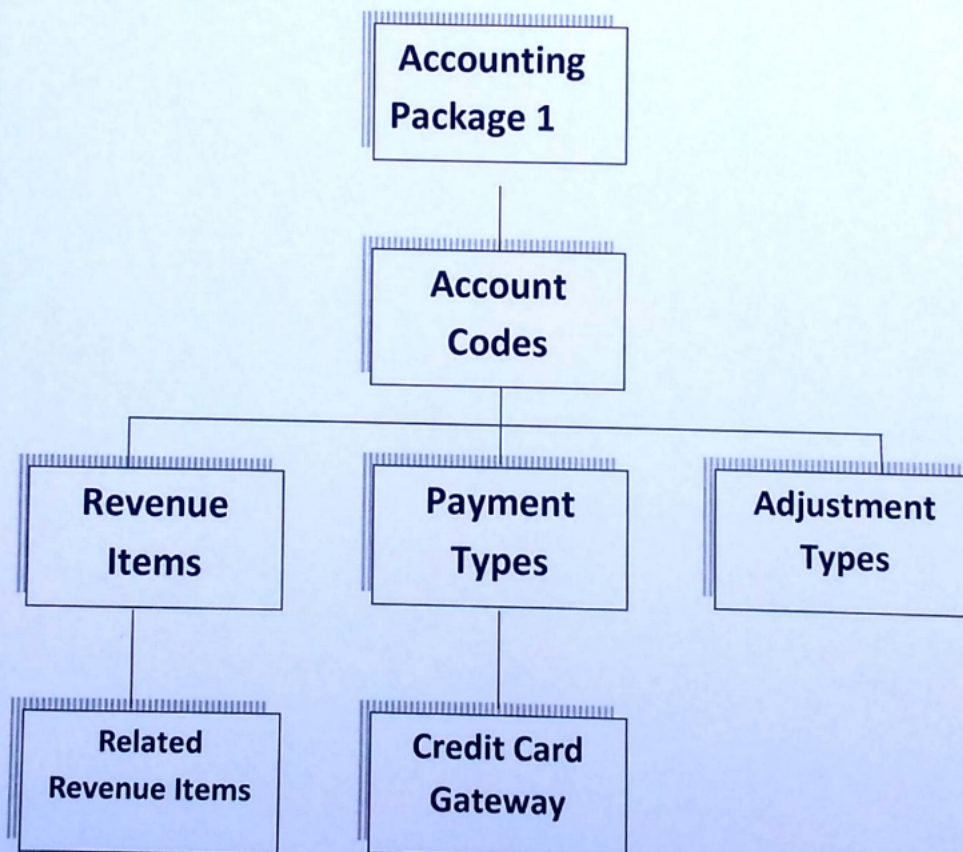 Accounting
Package 1
Account
Codes
Revenue
Items
Payment
Types
Adjustment
Types
Related
Revenue Items
Credit Card
Gateway